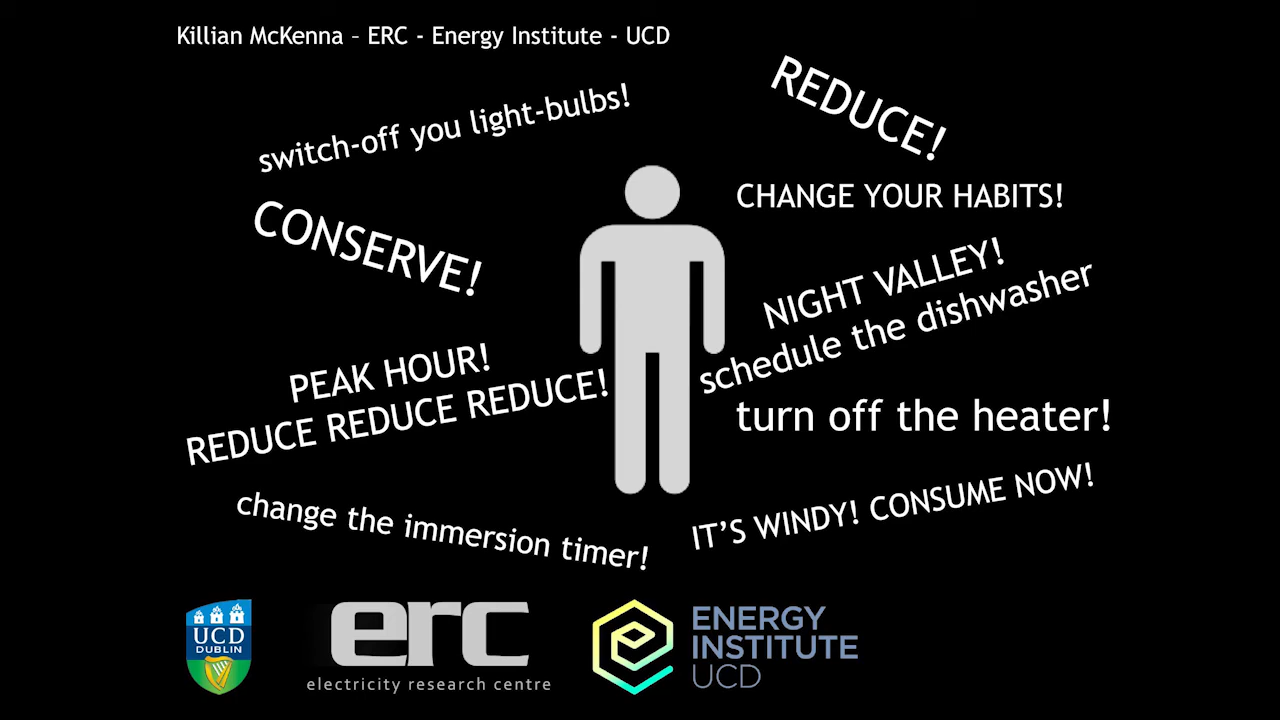 Killian McKenna – ERC - Energy Institute - UCD
switch-off you light-bulbs!
REDUCE!
CHANGE YOUR HABITS!
CONSERVE!
NIGHT VALLEY!
schedule the dishwasher
PEAK HOUR!
REDUCE REDUCE REDUCE!
turn off the heater!
change the immersion timer!
IT’S WINDY! CONSUME NOW!
UCD
DUBLIN
erc
electricity research centre
ENERGY
INSTITUTE
UCD